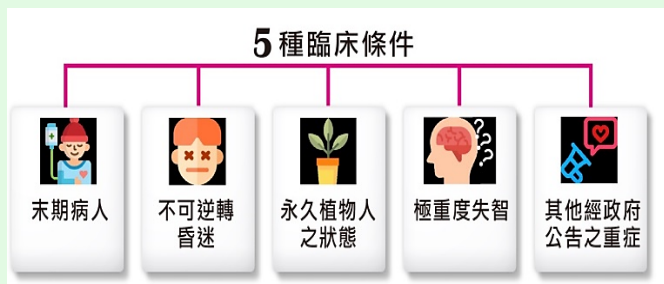 5種臨床條件
末期病人
不可逆轉
昏迷
永久植物人
之狀態
極重度失智
其他經政府
公告之重症